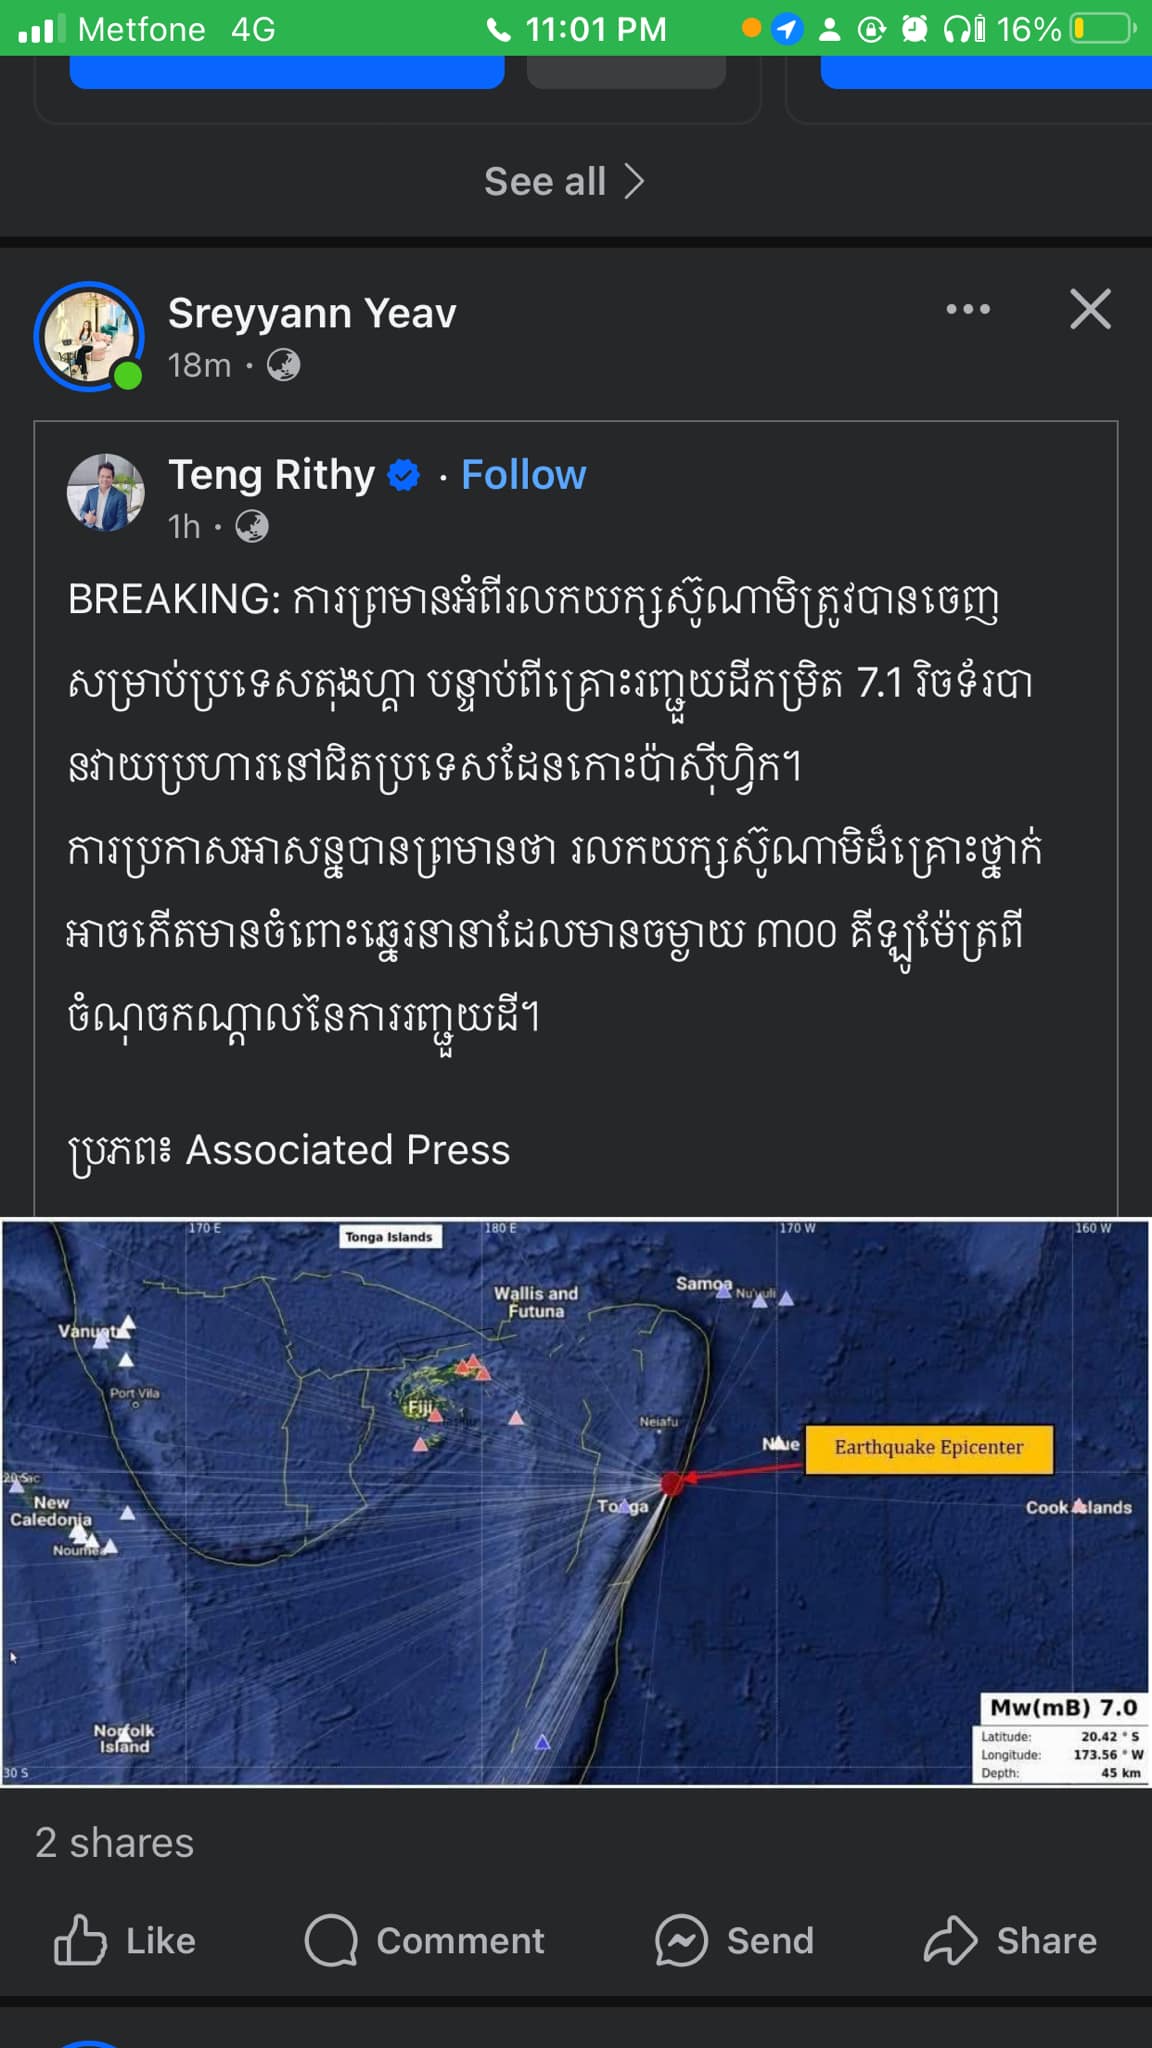 Metfone 4G 11:01 PM 16%
See all
Sreyyann Yeav
18m
Teng Rithy · Follow
1h
BREAKING: ការព្រមានអំពីរលកយក្សស៊ូណាមិត្រូវបានចេញ
សម្រាប់ប្រទេសតុងហ្គា បន្ទាប់ពីគ្រោះរញ្ជួយដីកម្រិត 7.1 រិចទ័របា
នវាយប្រហារនៅជិតប្រទេសដែនកោះប៉ាស៊ីហ្វិក។
ការប្រកាសអាសន្នបានព្រមានថា រលកយក្សស៊ូណាមិដ៏គ្រោះថ្នាក់
អាចកើតមានចំពោះឆ្នេរនានាដែលមានចម្ងាយ ៣០០ គីឡូម៉ែត្រពី
ចំណុចកណ្តាលនៃការរញ្ជួយដី។
ប្រភព៖ Associated Press
170 E
Tonga Islands
180 E
170 W
160 W
Wallis and
Futuna
Samoa
Nu'uuli
Vanuatu
Port Vila
Fiji
Neiafu
Niue
Earthquake Epicenter
New
Caledonia
Noumea
Tonga
Cook Islands
Norfolk
Island
30 S
Mw(mB) 7.0
Latitude: 20.42 ° S
Longitude: 173.56 ° W
Depth: 45 km
2 shares
Like Comment Send Share